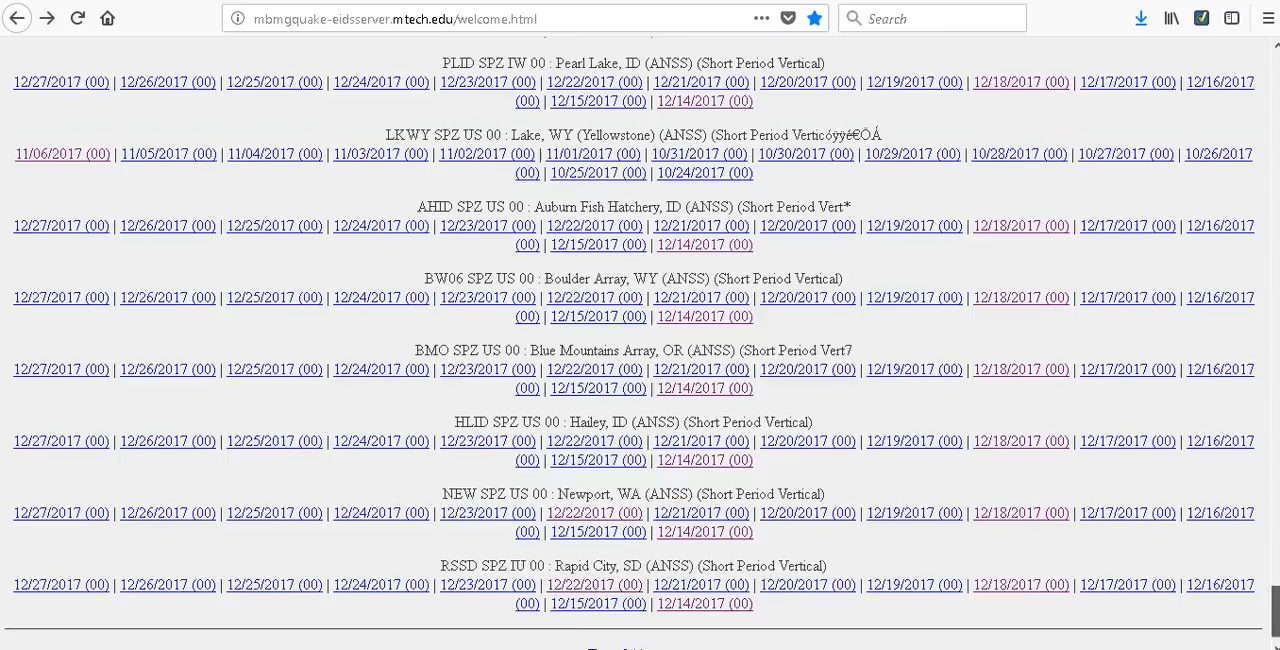 mbmgquake-eidsserver.mtech.edu/welcome.html
Search
PLID SPZ IW 00 : Pearl Lake, ID (ANSS) (Short Period Vertical)
12/27/2017 (00) | 12/26/2017 (00) | 12/25/2017 (00) | 12/24/2017 (00) | 12/23/2017 (00) | 12/22/2017 (00) | 12/21/2017 (00) | 12/20/2017 (00) | 12/19/2017 (00) | 12/18/2017 (00) | 12/17/2017 (00) | 12/16/2017
(00) | 12/15/2017 (00) | 12/14/2017 (00)
LKWY SPZ US 00 : Lake, WY (Yellowstone) (ANSS) (Short Period Verticóÿÿé€ÖÁ
11/06/2017 (00) | 11/05/2017 (00) | 11/04/2017 (00) | 11/03/2017 (00) | 11/02/2017 (00) | 11/01/2017 (00) | 10/31/2017 (00) | 10/30/2017 (00) | 10/29/2017 (00) | 10/28/2017 (00) | 10/27/2017 (00) | 10/26/2017
(00) | 10/25/2017 (00) | 10/24/2017 (00)
AHID SPZ US 00 : Auburn Fish Hatchery, ID (ANSS) (Short Period Vert*
12/27/2017 (00) | 12/26/2017 (00) | 12/25/2017 (00) | 12/24/2017 (00) | 12/23/2017 (00) | 12/22/2017 (00) | 12/21/2017 (00) | 12/20/2017 (00) | 12/19/2017 (00) | 12/18/2017 (00) | 12/17/2017 (00) | 12/16/2017
(00) | 12/15/2017 (00) | 12/14/2017 (00)
BW06 SPZ US 00 : Boulder Array, WY (ANSS) (Short Period Vertical)
12/27/2017 (00) | 12/26/2017 (00) | 12/25/2017 (00) | 12/24/2017 (00) | 12/23/2017 (00) | 12/22/2017 (00) | 12/21/2017 (00) | 12/20/2017 (00) | 12/19/2017 (00) | 12/18/2017 (00) | 12/17/2017 (00) | 12/16/2017
(00) | 12/15/2017 (00) | 12/14/2017 (00)
BMO SPZ US 00 : Blue Mountains Array, OR (ANSS) (Short Period Vert7
12/27/2017 (00) | 12/26/2017 (00) | 12/25/2017 (00) | 12/24/2017 (00) | 12/23/2017 (00) | 12/22/2017 (00) | 12/21/2017 (00) | 12/20/2017 (00) | 12/19/2017 (00) | 12/18/2017 (00) | 12/17/2017 (00) | 12/16/2017
(00) | 12/15/2017 (00) | 12/14/2017 (00)
HLID SPZ US 00 : Hailey, ID (ANSS) (Short Period Vertical)
12/27/2017 (00) | 12/26/2017 (00) | 12/25/2017 (00) | 12/24/2017 (00) | 12/23/2017 (00) | 12/22/2017 (00) | 12/21/2017 (00) | 12/20/2017 (00) | 12/19/2017 (00) | 12/18/2017 (00) | 12/17/2017 (00) | 12/16/2017
(00) | 12/15/2017 (00) | 12/14/2017 (00)
NEW SPZ US 00 : Newport, WA (ANSS) (Short Period Vertical)
12/27/2017 (00) | 12/26/2017 (00) | 12/25/2017 (00) | 12/24/2017 (00) | 12/23/2017 (00) | 12/22/2017 (00) | 12/21/2017 (00) | 12/20/2017 (00) | 12/19/2017 (00) | 12/18/2017 (00) | 12/17/2017 (00) | 12/16/2017
(00) | 12/15/2017 (00) | 12/14/2017 (00)
RSSD SPZ IU 00 : Rapid City, SD (ANSS) (Short Period Vertical)
12/27/2017 (00) | 12/26/2017 (00) | 12/25/2017 (00) | 12/24/2017 (00) | 12/23/2017 (00) | 12/22/2017 (00) | 12/21/2017 (00) | 12/20/2017 (00) | 12/19/2017 (00) | 12/18/2017 (00) | 12/17/2017 (00) | 12/16/2017
(00) | 12/15/2017 (00) | 12/14/2017 (00)